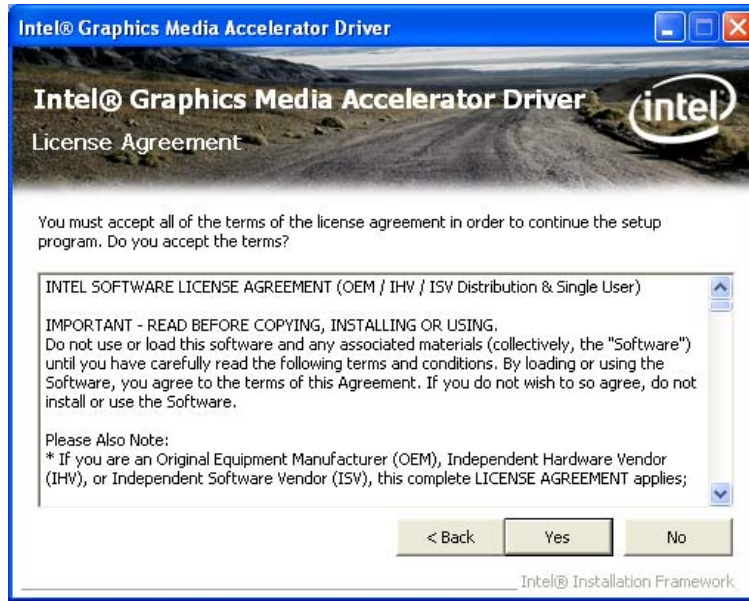 Intel® Graphics Media Accelerator Driver
Intel® Graphics Media Accelerator Driver
intel
License Agreement
You must accept all of the terms of the license agreement in order to continue the setup
program. Do you accept the terms?
INTEL SOFTWARE LICENSE AGREEMENT (OEM / IHV / ISV Distribution & Single User)
IMPORTANT - READ BEFORE COPYING, INSTALLING OR USING.
Do not use or load this software and any associated materials (collectively, the "Software")
until you have carefully read the following terms and conditions. By loading or using the
Software, you agree to the terms of this Agreement. If you do not wish to so agree, do not
install or use the Software.
Please Also Note:
* If you are an Original Equipment Manufacturer (OEM), Independent Hardware Vendor
(IHV), or Independent Software Vendor (ISV), this complete LICENSE AGREEMENT applies;
< Back Yes No
Intel® Installation Framework